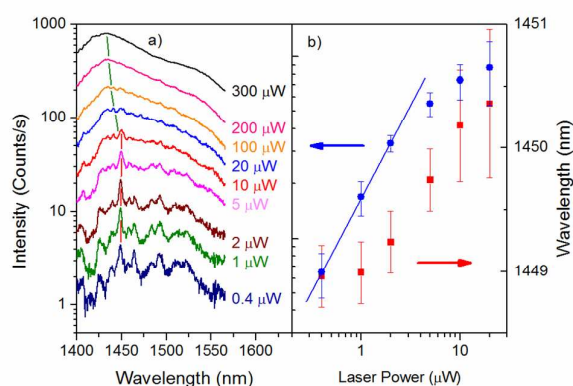 a)
b)
1000
100
10
1
Intensity (Counts/s)
300 µW
200 µW
100 µW
20 µW
10 µW
5 µW
2 µW
1 µW
0.4 µW
1400 1450 1500 1550 1600
Wavelength (nm)
1 10
Laser Power (µW)
1451
1450
1449
Wavelength (nm)